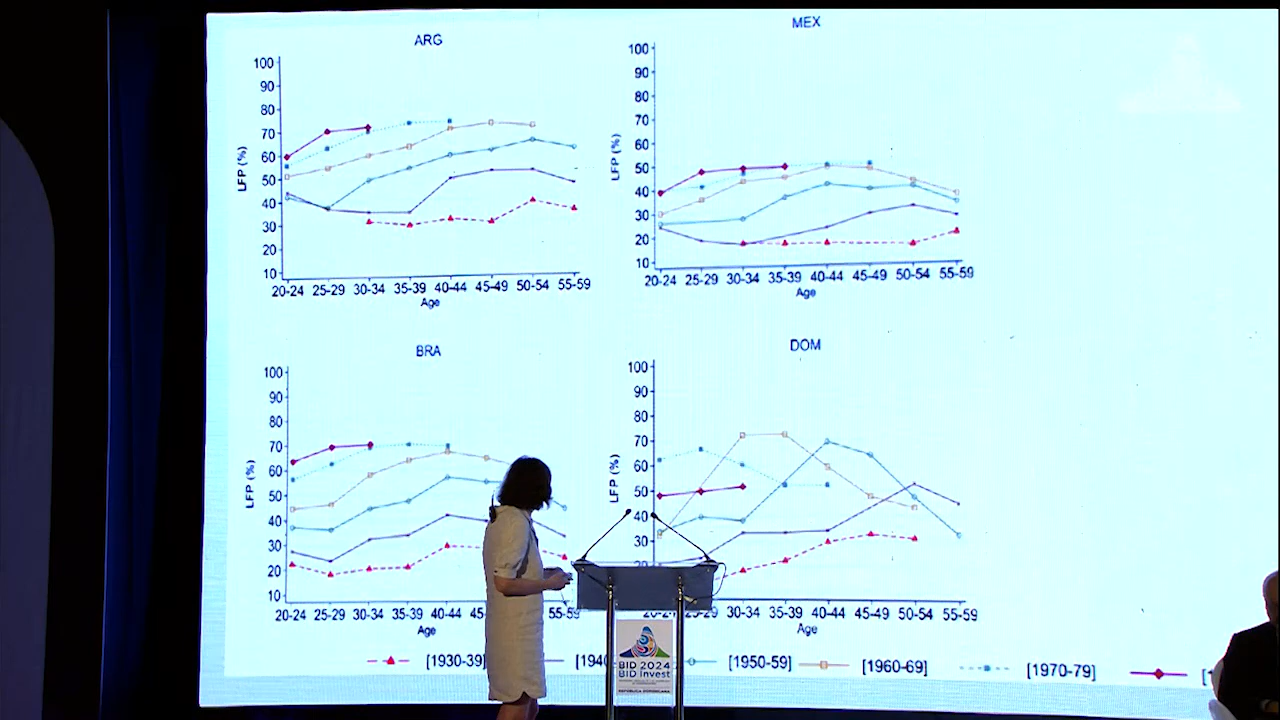 ARG
100
90
80
70
60
50
40
30
20
10
LFP (%)
20-24 25-29 30-34 35-39 40-44 45-49 50-54 55-59
Age
MEX
100
90
80
70
60
50
40
30
20
10
LFP (%)
20-24 25-29 30-34 35-39 40-44 45-49 50-54 55-59
Age
BRA
100
90
80
70
60
50
40
30
20
10
LFP (%)
20-24 25-29 30-34 35-39 40-44 45 55-59
Age
DOM
100
90
80
70
60
50
40
30
20
LFP (%)
30-34 35-39 40-44 45-49 50-54 55-59
Age
[1930-39] [1940 [1950-59] [1960-69] [1970-79] [1
BID 2024
BID Invest
REPÚBLICA DOMINICANA